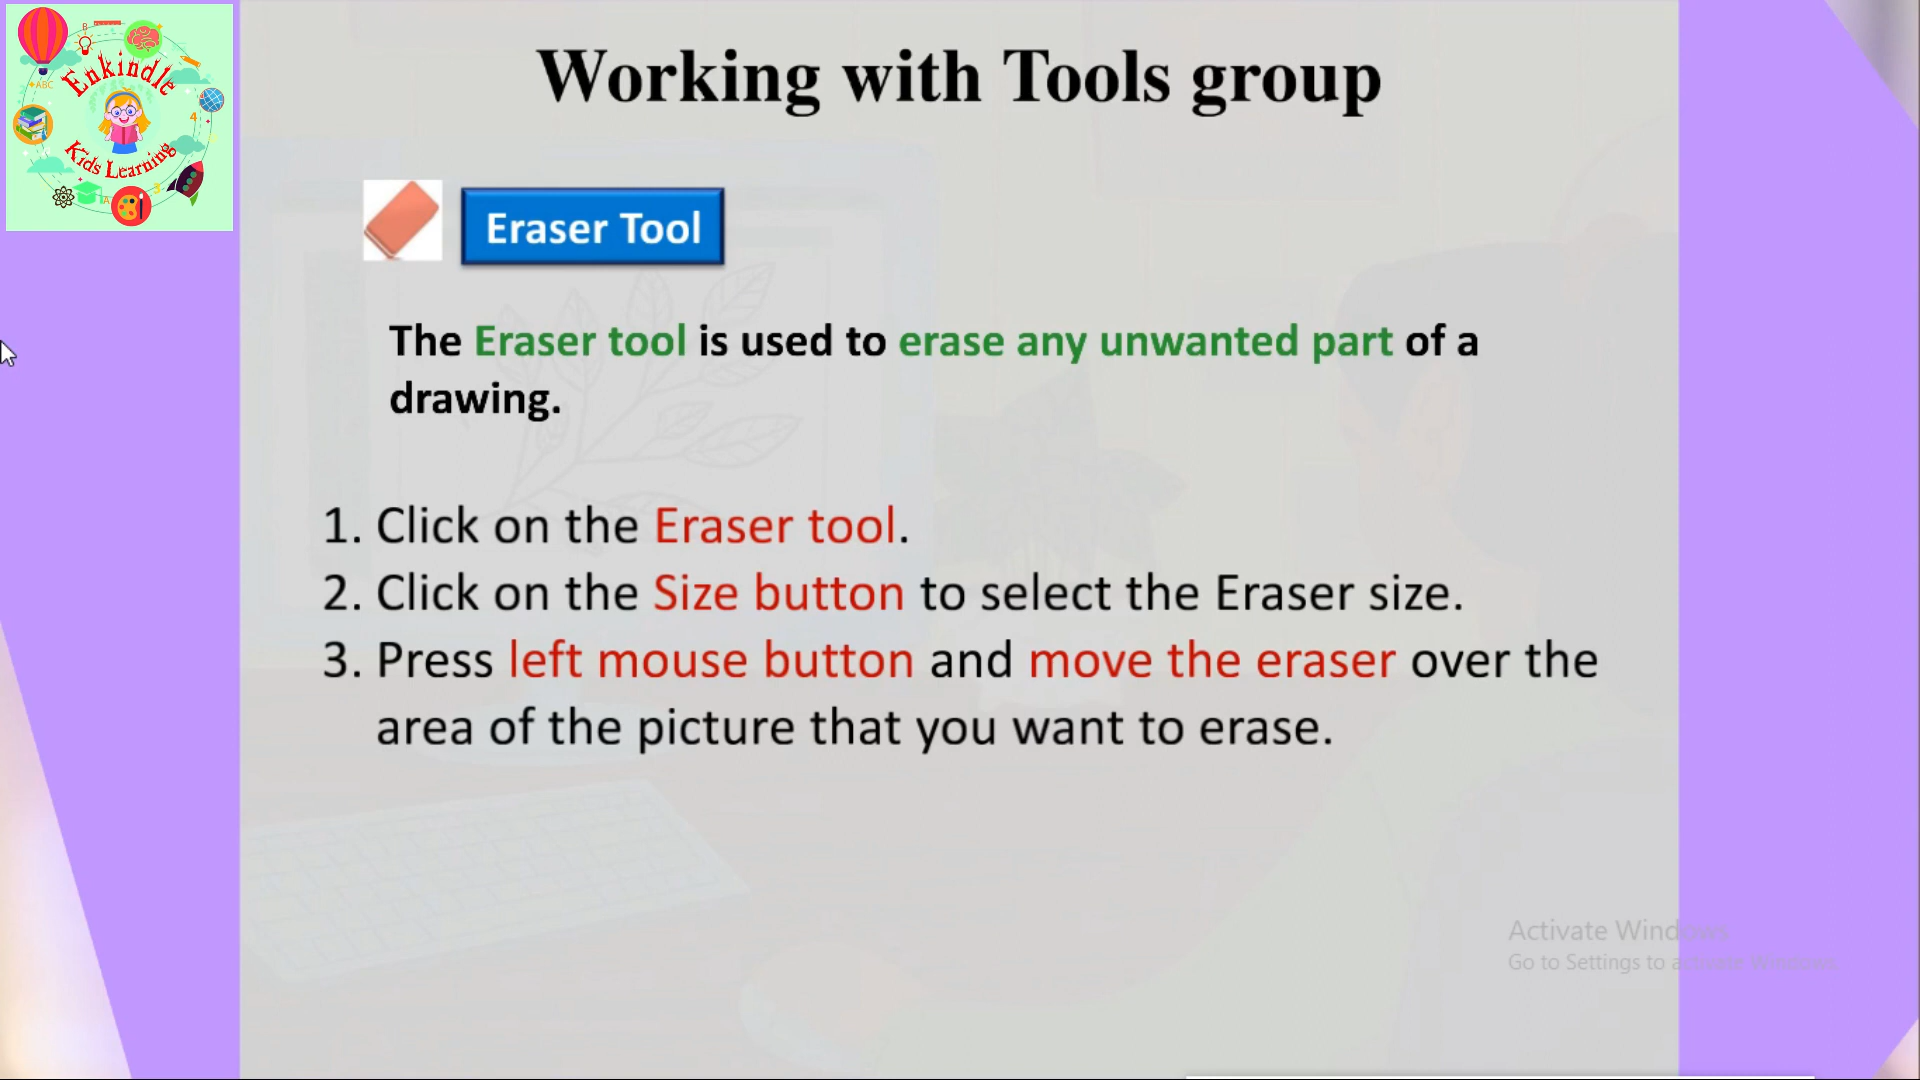 Enkindle
Kids Learning
Working with Tools group
Eraser Tool
The Eraser tool is used to erase any unwanted part of a
drawing.
1. Click on the Eraser tool.
2. Click on the Size button to select the Eraser size.
3. Press left mouse button and move the eraser over the
area of the picture that you want to erase.
Activate Windows
Go to Settings to activate Windows.